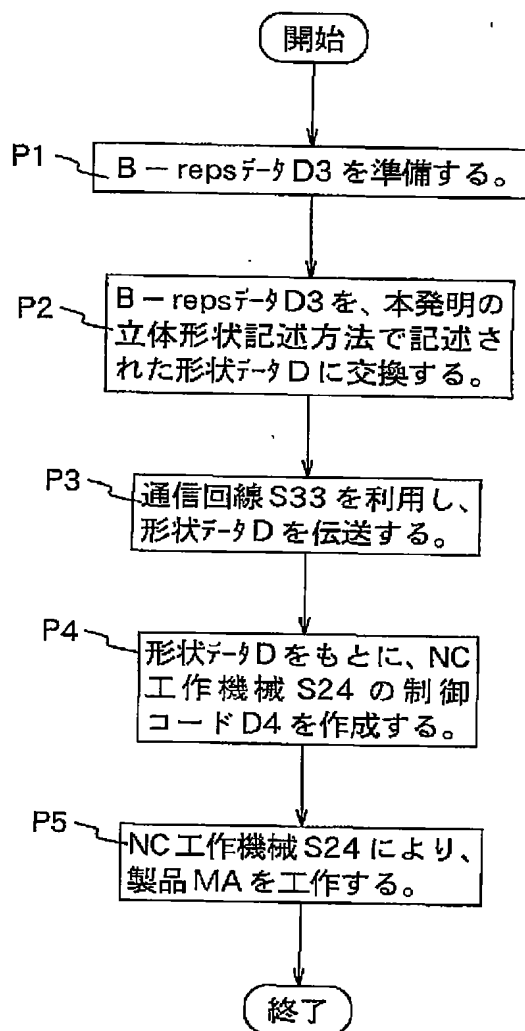 開始
P1
B－repsデータD3を準備する。
P2
B－repsデータD3を、本発明の
立体形状記述方法で記述さ
れた形状データDに交換する。
P3
通信回線S33を利用し、
形状データDを伝送する。
P4
形状データDをもとに、NC
工作機械S24の制御
コードD4を作成する。
P5
NC工作機械S24により、
製品MAを工作する。
終了